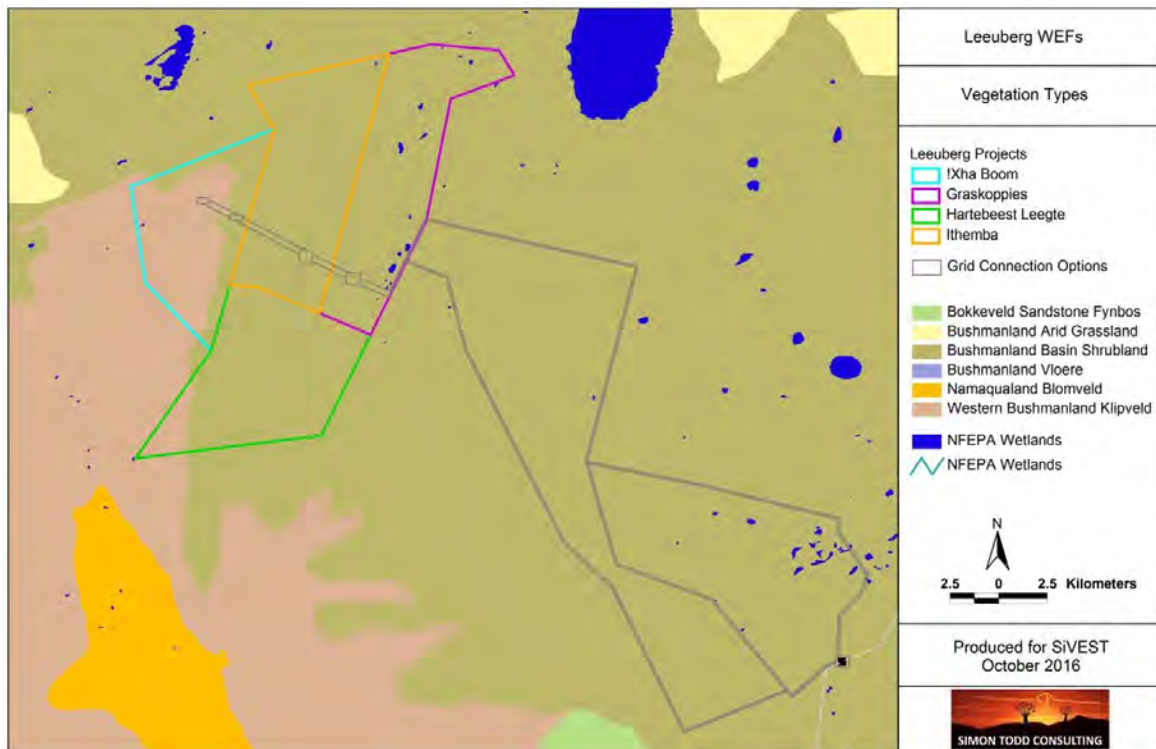 Leeuberg WEFs
Vegetation Types
Leeuberg Projects
!Xha Boom
Graskoppies
Hartebeest Leegte
Ithemba
Grid Connection Options
Bokkeveld Sandstone Fynbos
Bushmanland Arid Grassland
Bushmanland Basin Shrubland
Bushmanland Vloere
Namaqualand Blomveld
Western Bushmanland Klipveld
NFEPA Wetlands
NFEPA Wetlands
N
2.5 0 2.5 Kilometers
Produced for SiVEST
October 2016
SIMON TODD CONSULTING